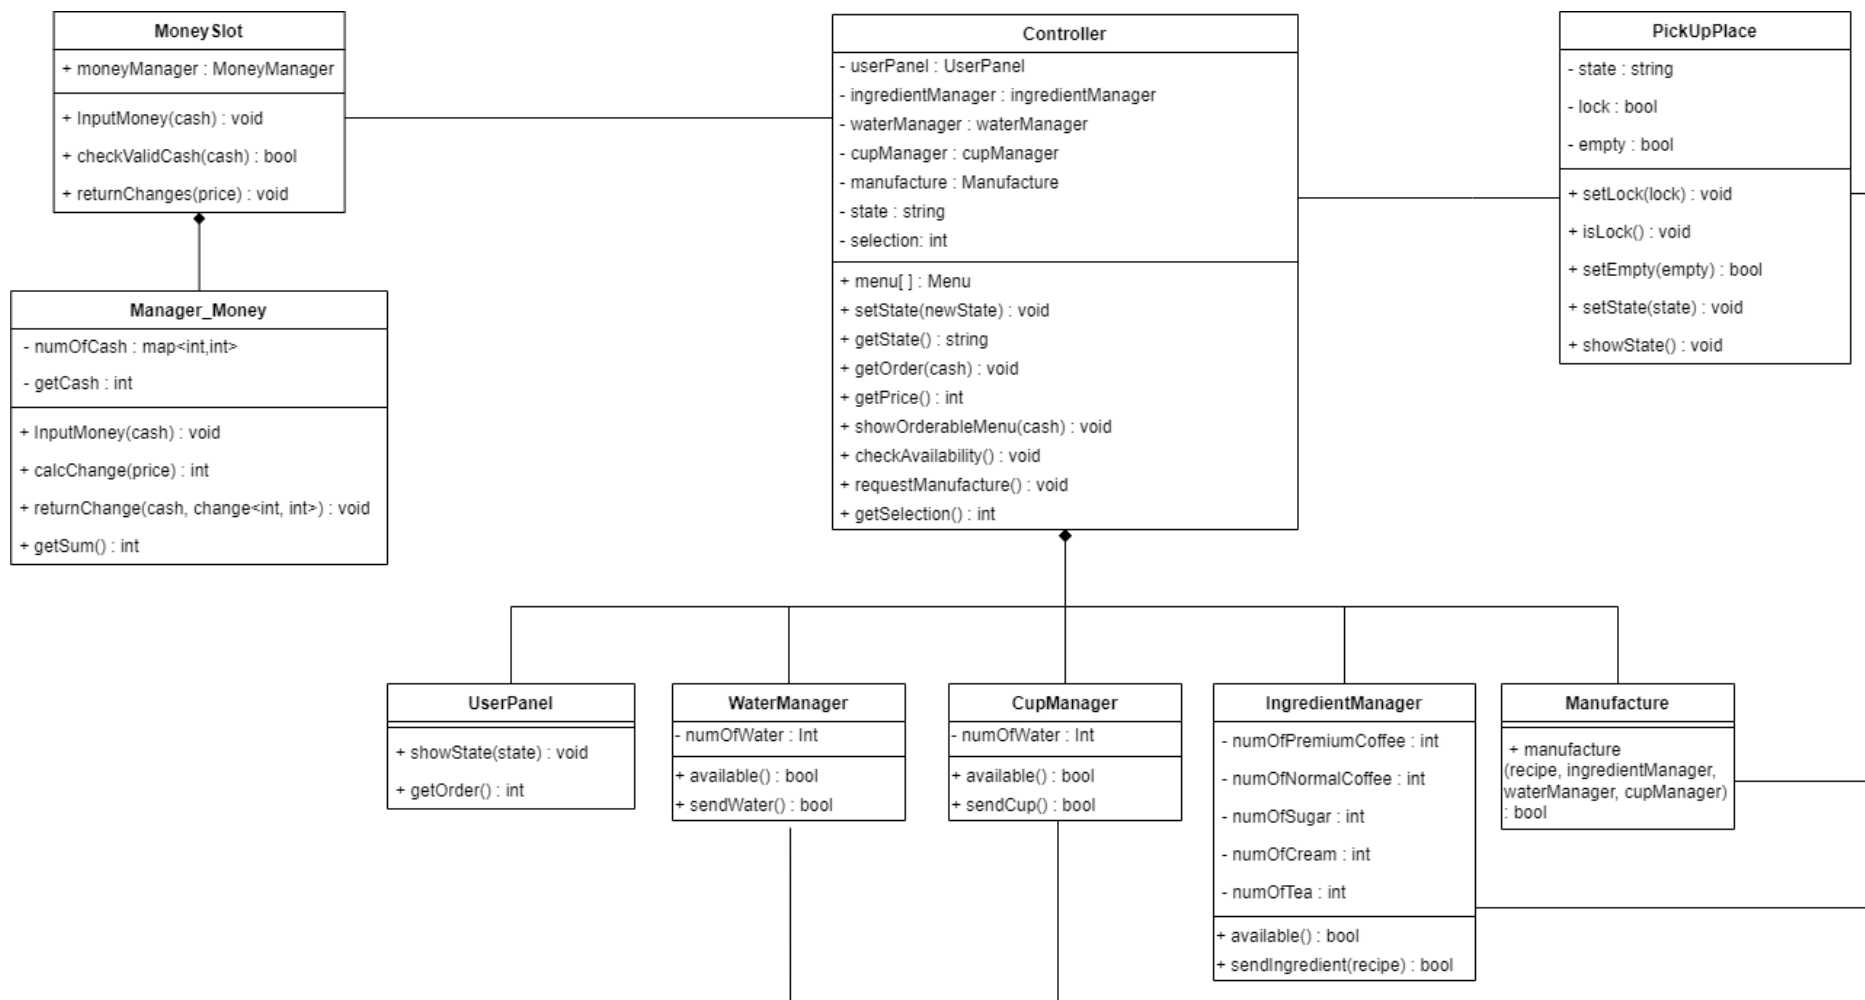 MoneySlot
+ moneyManager : MoneyManager
+ InputMoney(cash) : void
+ checkValidCash(cash) : bool
+ returnChanges(price) : void
Manager_Money
- numOfCash : map<int,int>
- getCash : int
+ InputMoney(cash) : void
+ calcChange(price) : int
+ returnChange(cash, change<int, int>) : void
+ getSum() : int
Controller
- userPanel : UserPanel
- ingredientManager : ingredientManager
- waterManager : waterManager
- cupManager : cupManager
- manufacture : Manufacture
- state : string
- selection: int
+ menu[ ] : Menu
+ setState(newState) : void
+ getState() : string
+ getOrder(cash) : void
+ getPrice() : int
+ showOrderableMenu(cash) : void
+ checkAvailability() : void
+ requestManufacture() : void
+ getSelection() : int
PickUpPlace
- state : string
- lock : bool
- empty : bool
+ setLock(lock) : void
+ isLock() : void
+ setEmpty(empty) : bool
+ setState(state) : void
+ showState() : void
UserPanel
+ showState(state) : void
+ getOrder() : int
WaterManager
- numOfWater : Int
+ available() : bool
+ sendWater() : bool
CupManager
- numOfWater : Int
+ available() : bool
+ sendCup() : bool
IngredientManager
- numOfPremiumCoffee : int
- numOfNormalCoffee : int
- numOfSugar : int
- numOfCream : int
- numOfTea : int
+ available() : bool
+ sendIngredient(recipe) : bool
Manufacture
+ manufacture
(recipe, ingredientManager,
waterManager, cupManager)
: bool